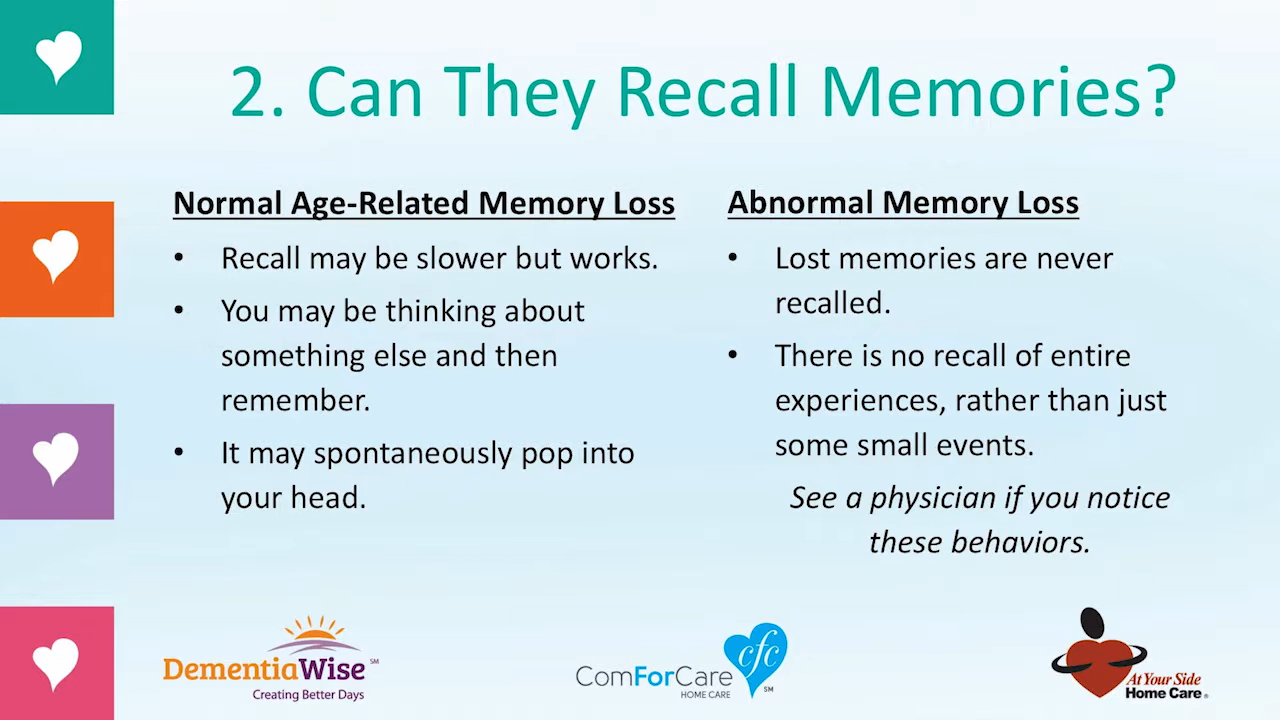 2. Can They Recall Memories?
Normal Age-Related Memory Loss
• Recall may be slower but works.
• You may be thinking about
something else and then
remember.
• It may spontaneously pop into
your head.
Abnormal Memory Loss
• Lost memories are never
recalled.
• There is no recall of entire
experiences, rather than just
some small events.
See a physician if you notice
these behaviors.
DementiaWise℠
Creating Better Days
ComForCare
HOME CARE
cfc
℠
At Your Side
Home Care®